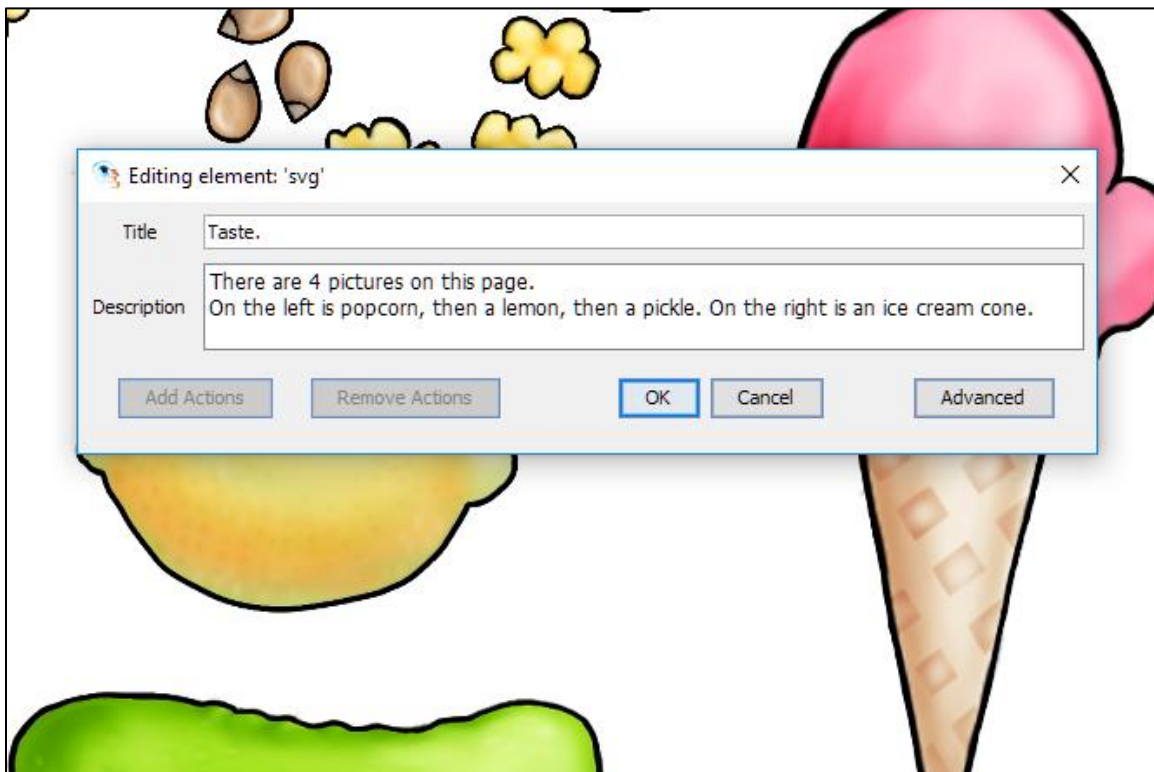 Editing element: 'svg'
Title
Taste.
Description
There are 4 pictures on this page.
On the left is popcorn, then a lemon, then a pickle. On the right is an ice cream cone.
Add Actions
Remove Actions
OK
Cancel
Advanced